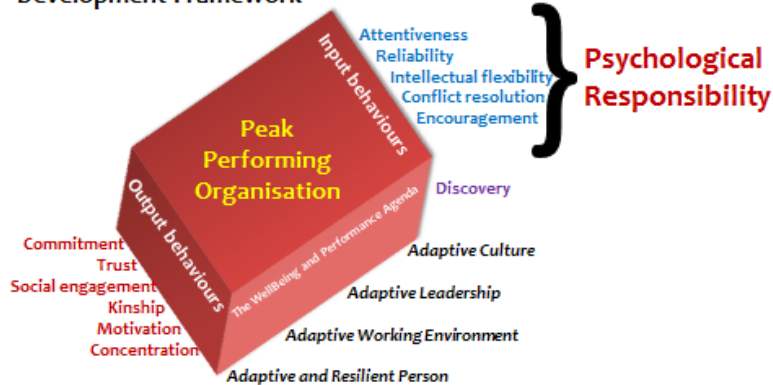 Development Framework
Attentiveness
Reliability
Intellectual flexibility
Conflict resolution
Encouragement
Psychological
Responsibility
Input behaviours
Peak
Performing
Organisation
Discovery
Output behaviours
The WellBeing and Performance Agenda
Commitment
Trust
Social engagement
Kinship
Motivation
Concentration
Adaptive Culture
Adaptive Leadership
Adaptive Working Environment
Adaptive and Resilient Person